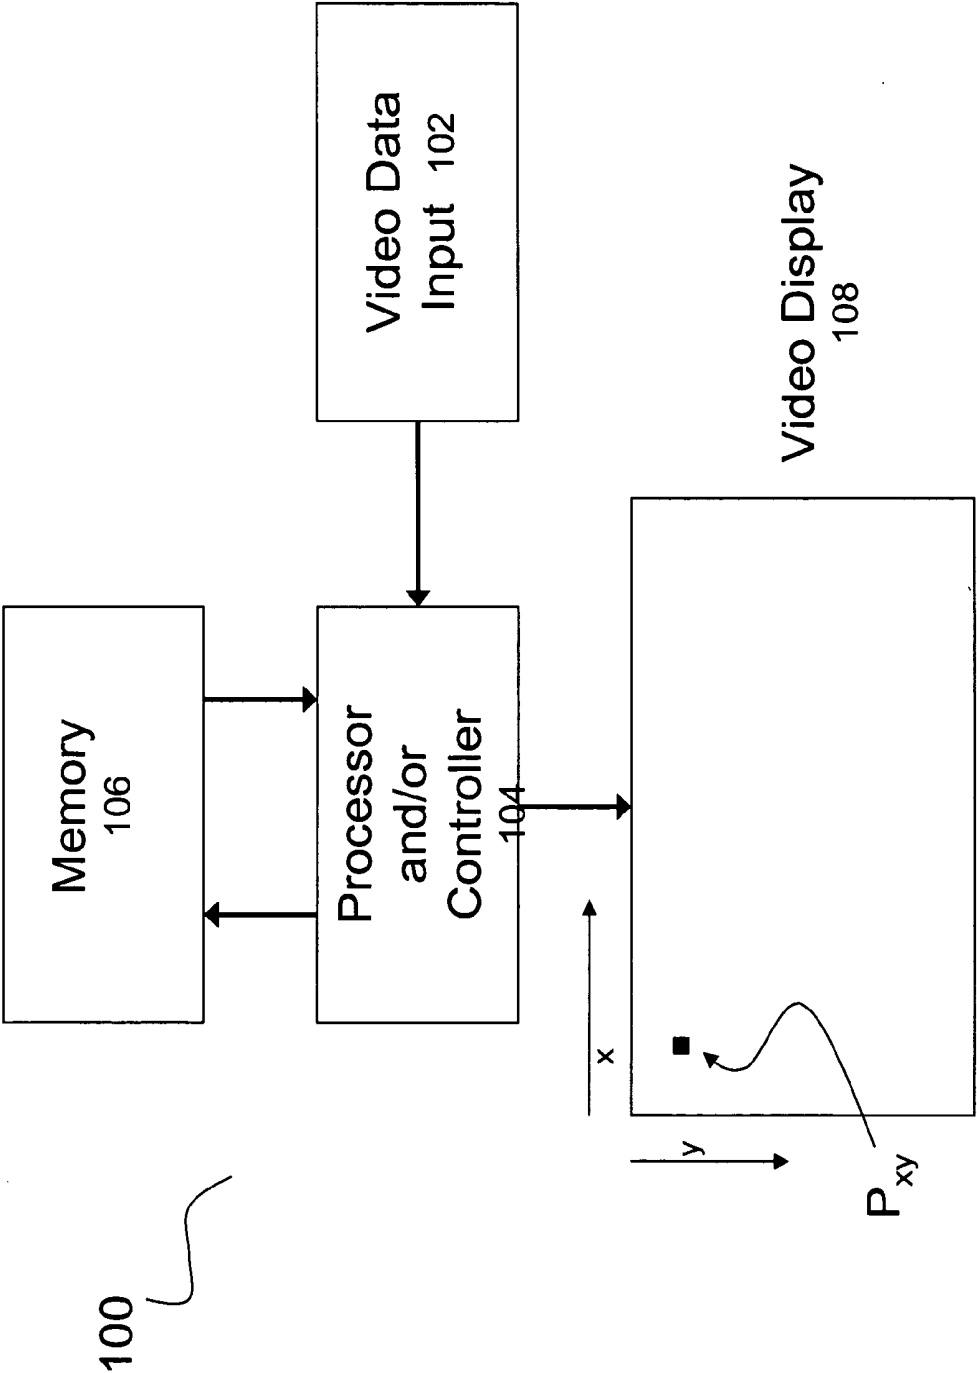 Video Data
Input 102
Memory
106
Processor
and/or
Controller
104
Video Display
108
x
y
P xy
100